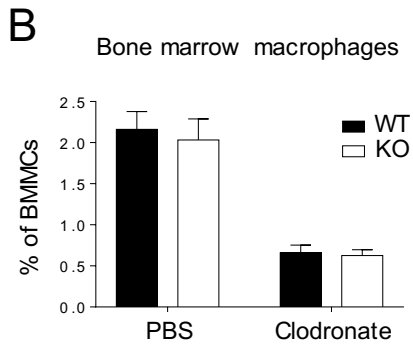 B
Bone marrow macrophages
% of BMMCs
2.5
2.0
1.5
1.0
0.5
0.0
WT
KO
PBS
Clodronate